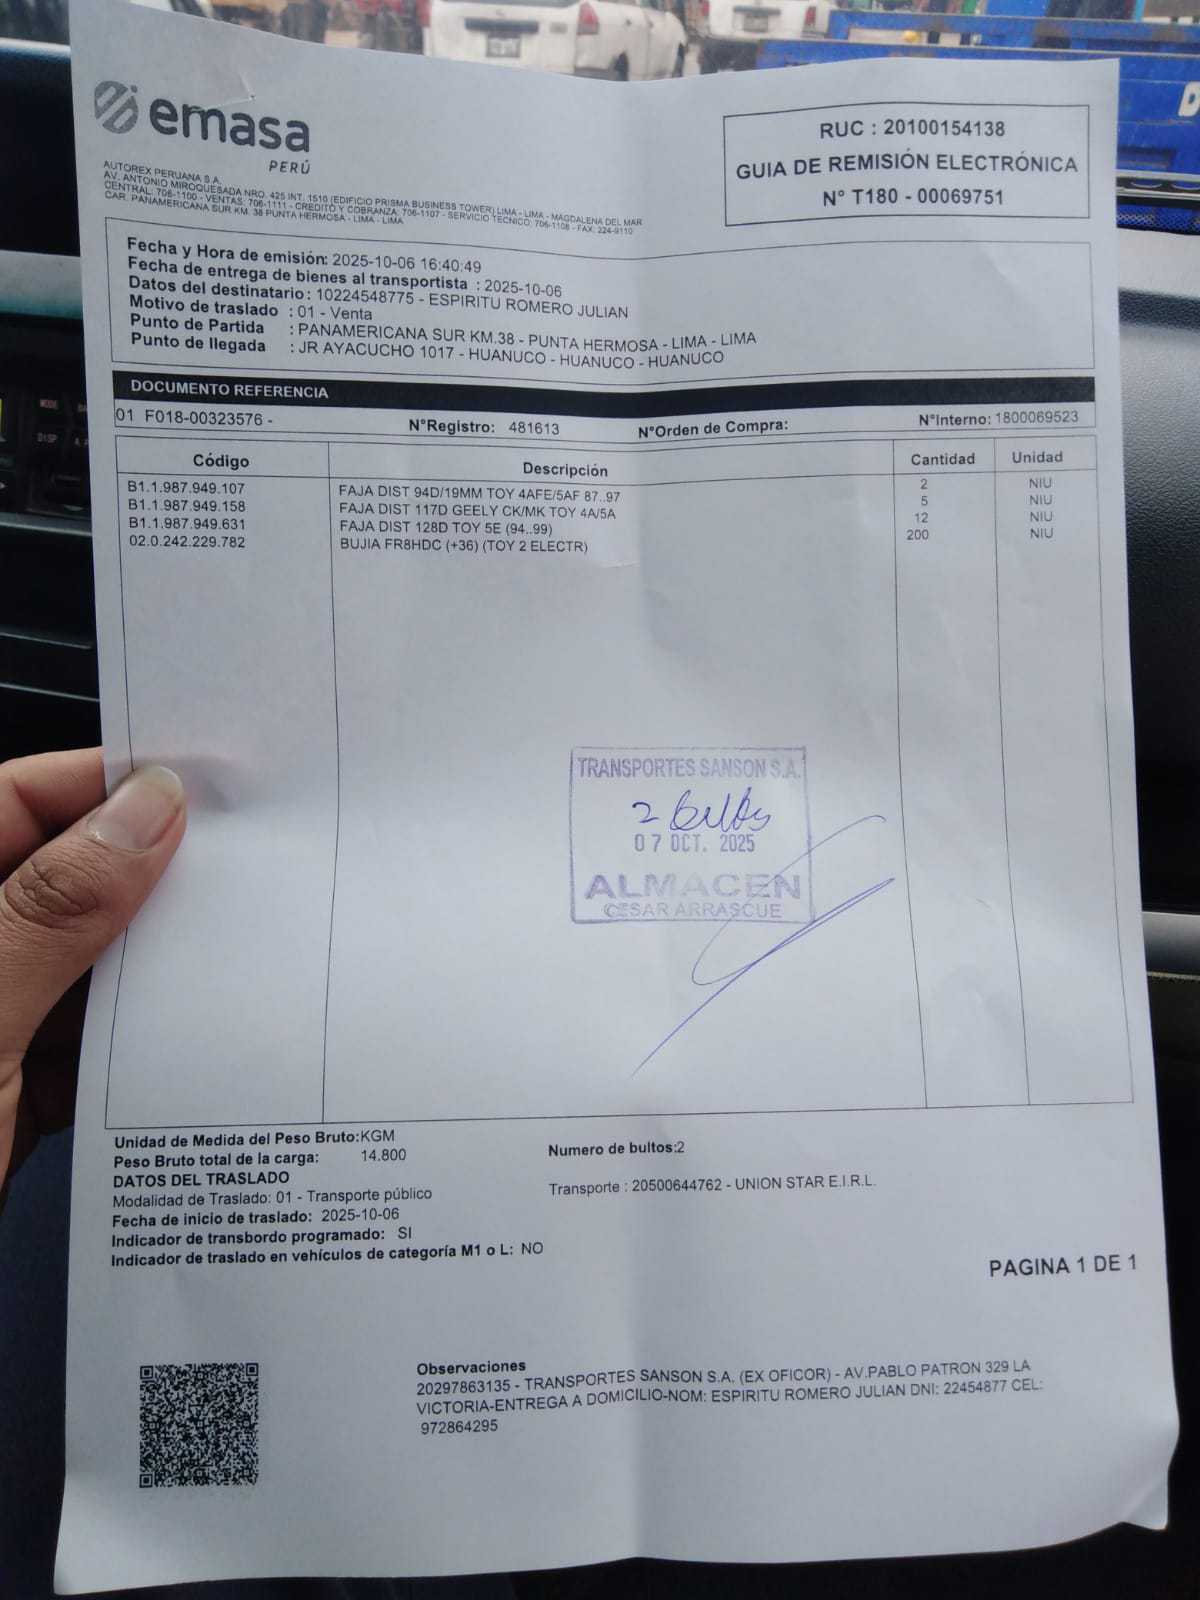 emasa
PERÚ
AUTOREX PERUANA S A.
AV. ANTONIO MIROQUESADA NRO. 425 INT. 1510 (EDIFICIO PRISMA BUSINESS TOWER) LIMA - LIMA - MAGDALENA DEL MAR
CENTRAL: 706-1100 - VENTAS: 706-1111 - CREDITO Y COBRANZA: 706-1107 - SERVICIO TECNICO: 706-1108 - FAX: 224-9110
CAR. PANAMERICANA SUR KM. 38 PUNTA HERMOSA - LIMA - LIMA
RUC : 20100154138
GUIA DE REMISIÓN ELECTRÓNICA
N° T180 - 00069751
Fecha y Hora de emisión: 2025-10-06 16:40:49
Fecha de entrega de bienes al transportista : 2025-10-06
Datos del destinatario : 10224548775 - ESPIRITU ROMERO JULIAN
Motivo de traslado : 01 - Venta
Punto de Partida : PANAMERICANA SUR KM.38 - PUNTA HERMOSA - LIMA - LIMA
Punto de llegada : JR AYACUCHO 1017 - HUANUCO - HUANUCO - HUANUCO
DOCUMENTO REFERENCIA
01 F018-00323576 - N°Registro: 481613 N°Orden de Compra: N°Interno: 1800069523
Código Descripción Cantidad Unidad
B1.1.987.949.107 FAJA DIST 94D/19MM TOY 4AFE/5AF 87..97 2 NIU
B1.1.987.949.158 FAJA DIST 117D GEELY CK/MK TOY 4A/5A 5 NIU
B1.1.987.949.631 FAJA DIST 128D TOY 5E (94..99) 12 NIU
02.0.242.229.782 BUJIA FR8HDC (+36) (TOY 2 ELECTR) 200 NIU
TRANSPORTES SANSON S.A.
2 bultos
07 OCT. 2025
ALMACEN
CESAR ARRASCUE
Unidad de Medida del Peso Bruto:KGM
Peso Bruto total de la carga: 14.800
Numero de bultos:2
DATOS DEL TRASLADO
Modalidad de Traslado: 01 - Transporte público
Transporte : 20500644762 - UNION STAR E.I.R.L.
Fecha de inicio de traslado: 2025-10-06
Indicador de transbordo programado: SI
Indicador de traslado en vehículos de categoría M1 o L: NO
PAGINA 1 DE 1
Observaciones
20297863135 - TRANSPORTES SANSON S.A. (EX OFICOR) - AV.PABLO PATRON 329 LA
VICTORIA-ENTREGA A DOMICILIO-NOM: ESPIRITU ROMERO JULIAN DNI: 22454877 CEL:
972864295